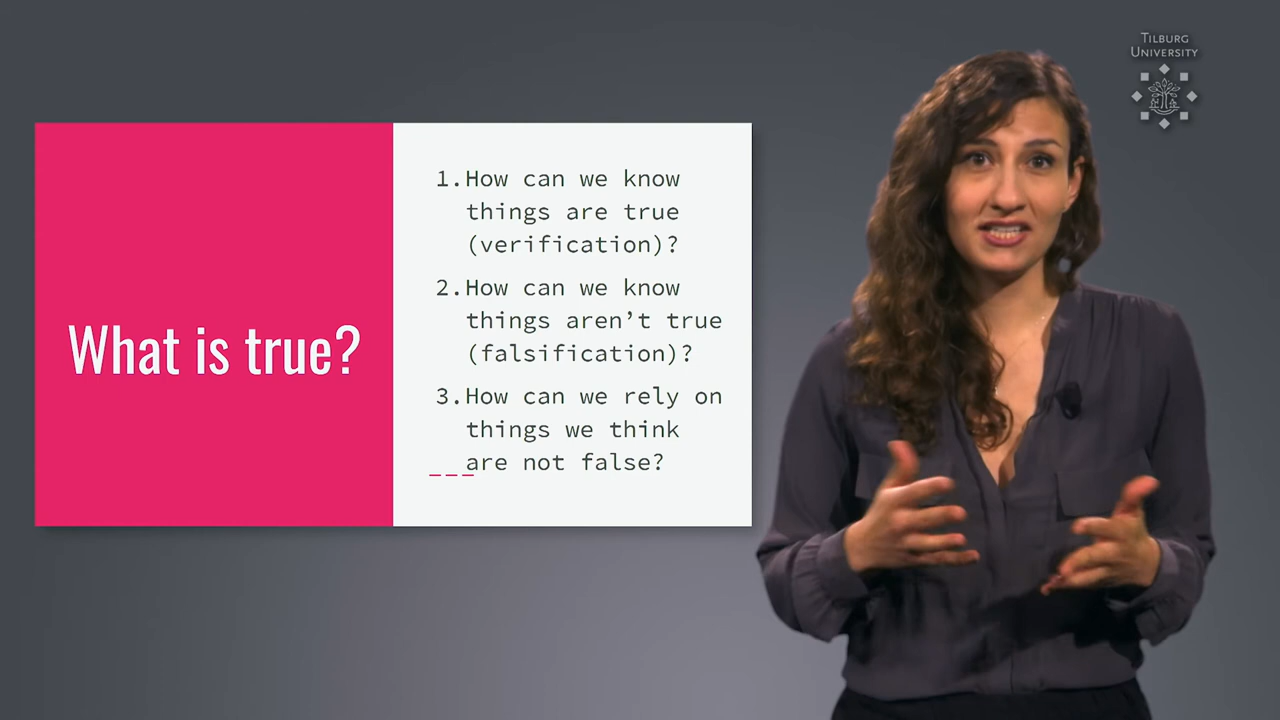 TILBURG
UNIVERSITY
What is true?
1.How can we know
things are true
(verification)?
2.How can we know
things aren’t true
(falsification)?
3.How can we rely on
things we think
are not false?